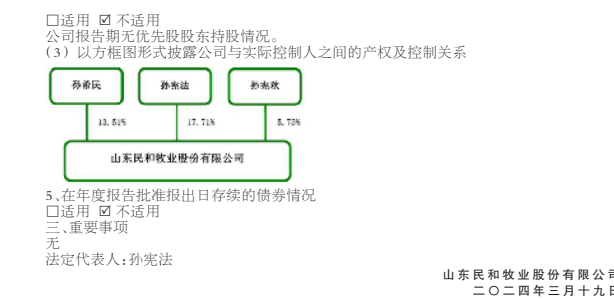 □适用 ☑ 不适用
公司报告期无优先股股东持股情况。
(3) 以方框图形式披露公司与实际控制人之间的产权及控制关系
孙希民 孙宪法
13.51% 17.71% 5.73%
山东民和牧业股份有限公司
5、在年度报告批准报出日存续的债券情况
□适用 ☑ 不适用
三、重要事项
无
法定代表人:孙宪法
山东民和牧业股份有限公司
二〇二四年三月十九日